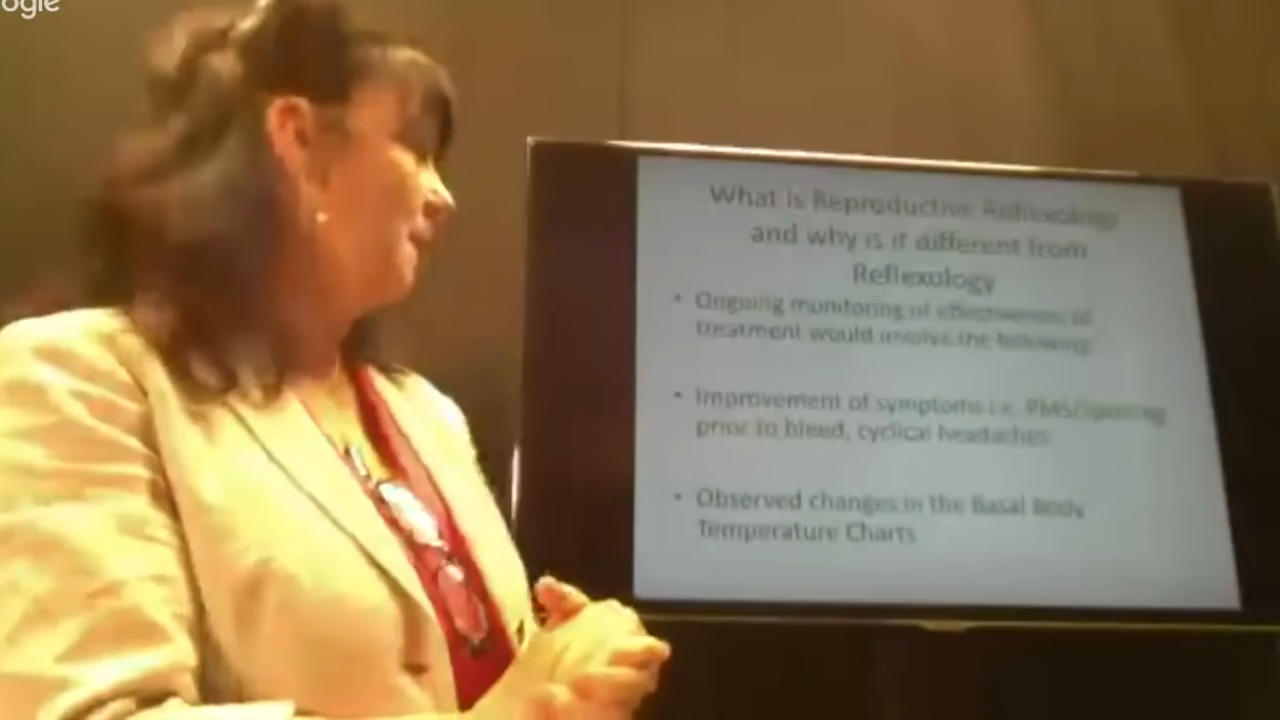 ogle
What is Reproductive Reflexology
and why is it different from
Reflexology
• Ongoing monitoring of effectiveness of
treatment would involve the following:
• Improvement of symptoms i.e. PMS/spotting
prior to bleed, cyclical headaches
• Observed changes in the Basal Body
Temperature Charts